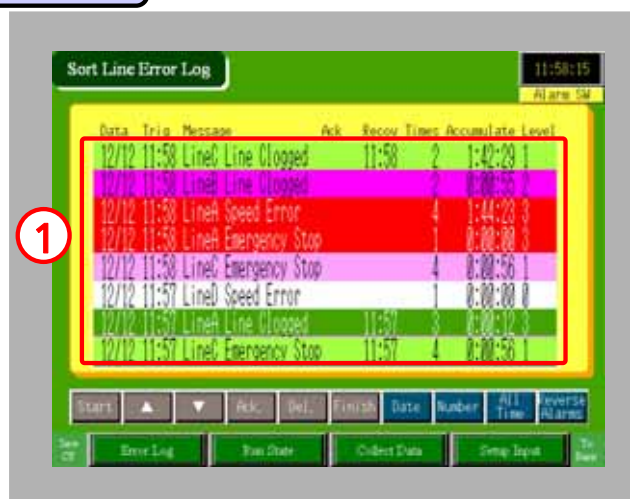 Sort Line Error Log
11:58:15
Alarm SW
Data Trig Message Ack Recov Times Accumulate Level
12/12 11:58 LineC Line Clogged 11:58 2 1:42:29 1
12/12 11:58 LineB Line Clogged 2 0:00:55 2
12/12 11:58 LineA Speed Error 4 1:44:23 3
12/12 11:58 LineA Emergency Stop 1 0:00:00 3
12/12 11:58 LineC Emergency Stop 4 0:00:56 1
12/12 11:57 LineD Speed Error 1 0:00:00 0
12/12 11:57 LineA Line Clogged 11:57 3 0:00:12 3
12/12 11:57 LineC Emergency Stop 11:57 4 0:00:56 1
1
Start ▲ ▼ Ack. Del. Finish Date Number All Time Reverse Alarms
Save CF Error Log Run State Collect Data Setup Input To